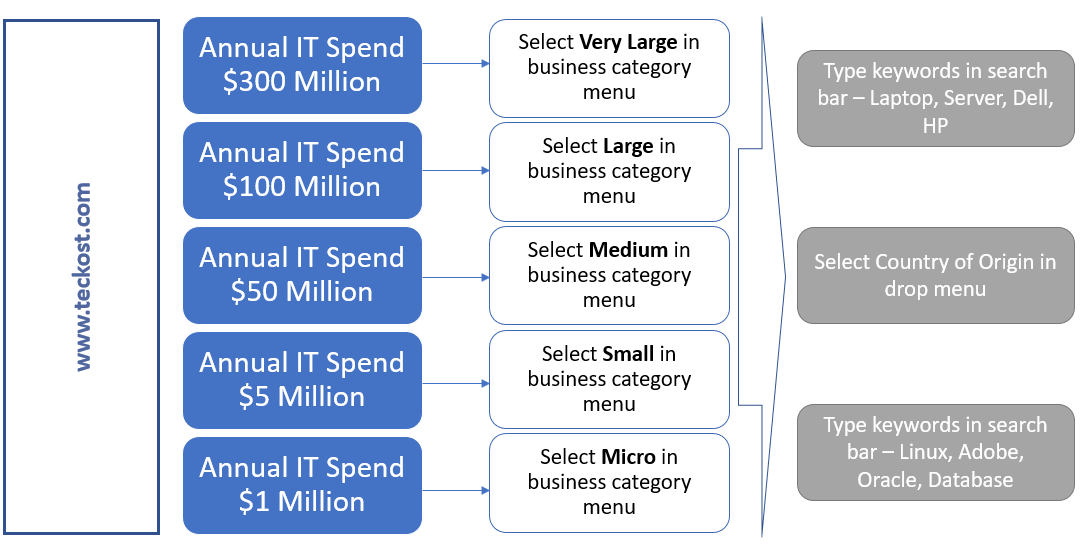 www.teckost.com
Annual IT Spend
$300 Million
Select Very Large in
business category
menu
Annual IT Spend
$100 Million
Select Large in
business category
menu
Annual IT Spend
$50 Million
Select Medium in
business category
menu
Annual IT Spend
$5 Million
Select Small in
business category
menu
Annual IT Spend
$1 Million
Select Micro in
business category
menu
Type keywords in search
bar – Laptop, Server, Dell,
HP
Select Country of Origin in
drop menu
Type keywords in search
bar – Linux, Adobe,
Oracle, Database